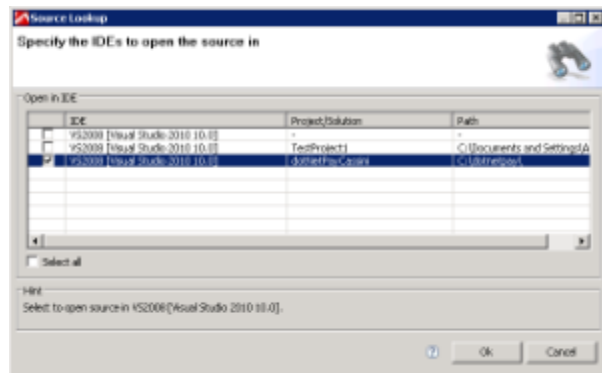 Source Lookup
Specify the IDEs to open the source in
Open in IDE
IDE Project/Solution Path
VS2008 [Visual Studio 2010 10.0] - -
VS2008 [Visual Studio 2010 10.0] TestProject1 C:\Documents and Settings\A
VS2008 [Visual Studio 2010 10.0] dotNetPayCassini C:\dotnetpay\
Select all
Hint
Select to open source in VS2008 [Visual Studio 2010 10.0].
Ok Cancel